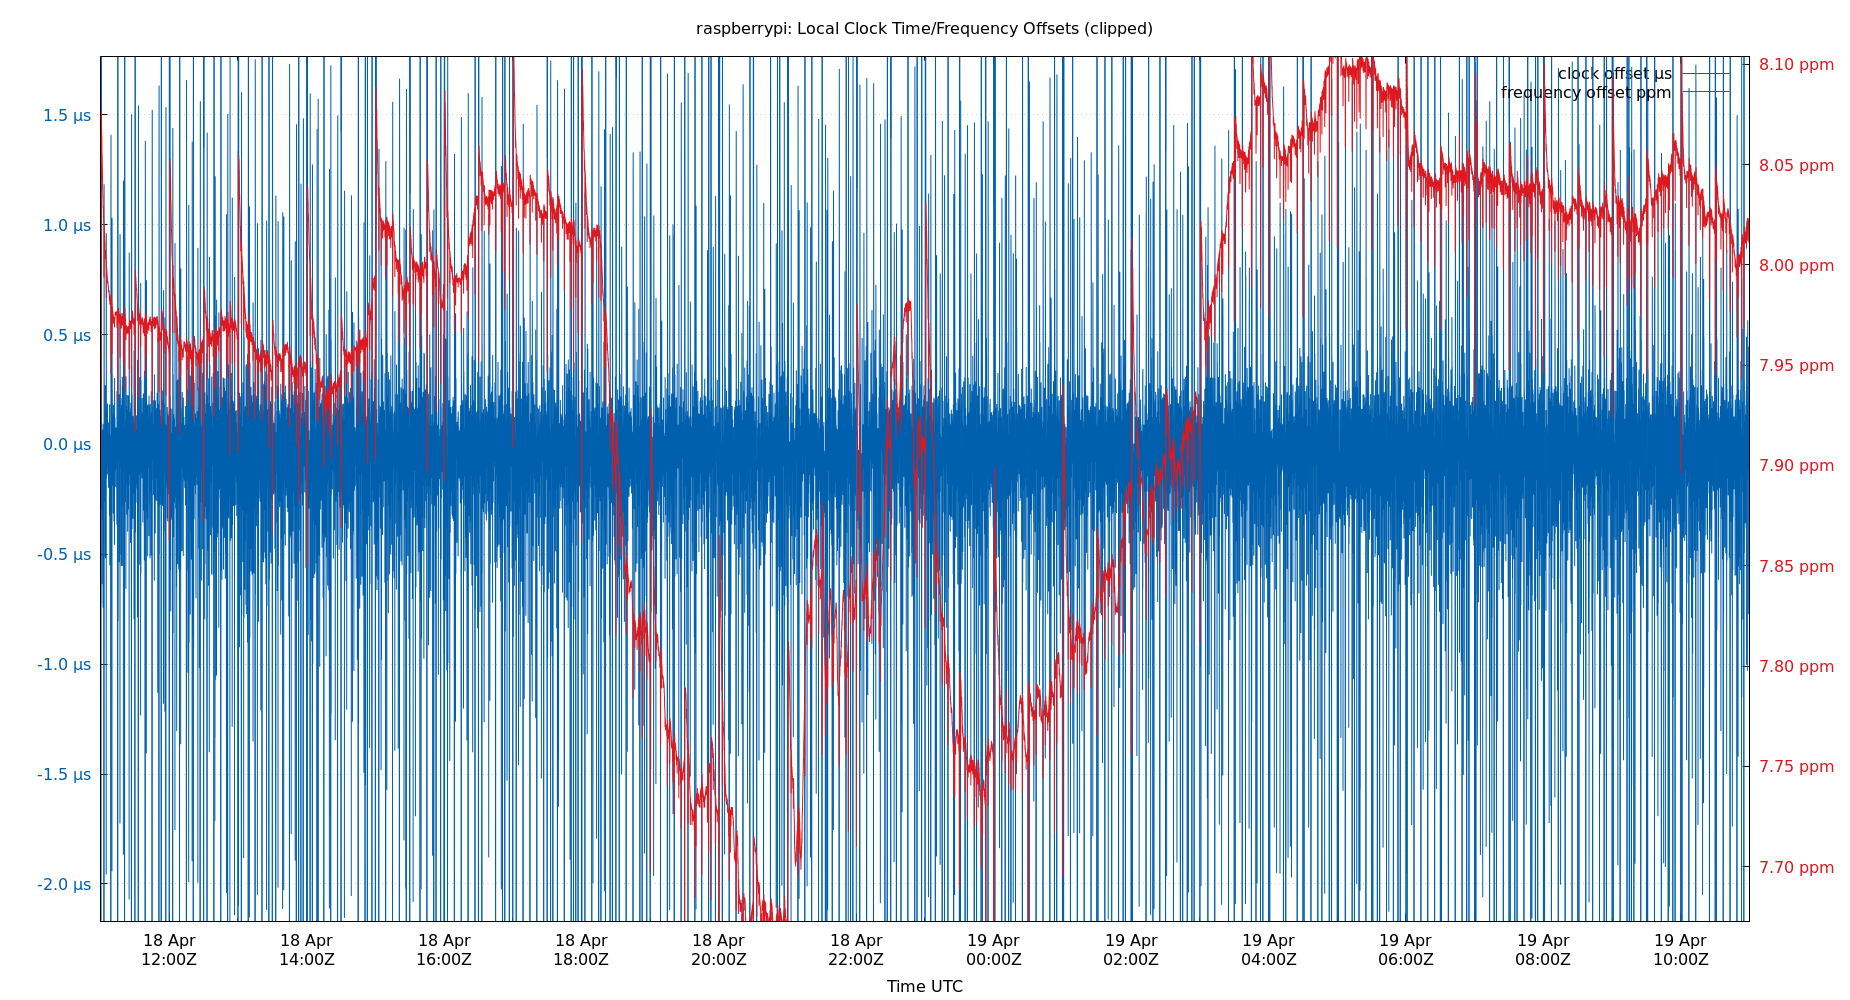 raspberrypi: Local Clock Time/Frequency Offsets (clipped)
clock offset µs
frequency offset ppm
1.5 µs
1.0 µs
0.5 µs
0.0 µs
-0.5 µs
-1.0 µs
-1.5 µs
-2.0 µs
8.10 ppm
8.05 ppm
8.00 ppm
7.95 ppm
7.90 ppm
7.85 ppm
7.80 ppm
7.75 ppm
7.70 ppm
18 Apr 18 Apr 18 Apr 18 Apr 18 Apr 18 Apr 19 Apr 19 Apr 19 Apr 19 Apr 19 Apr 19 Apr
12:00Z 14:00Z 16:00Z 18:00Z 20:00Z 22:00Z 00:00Z 02:00Z 04:00Z 06:00Z 08:00Z 10:00Z
Time UTC